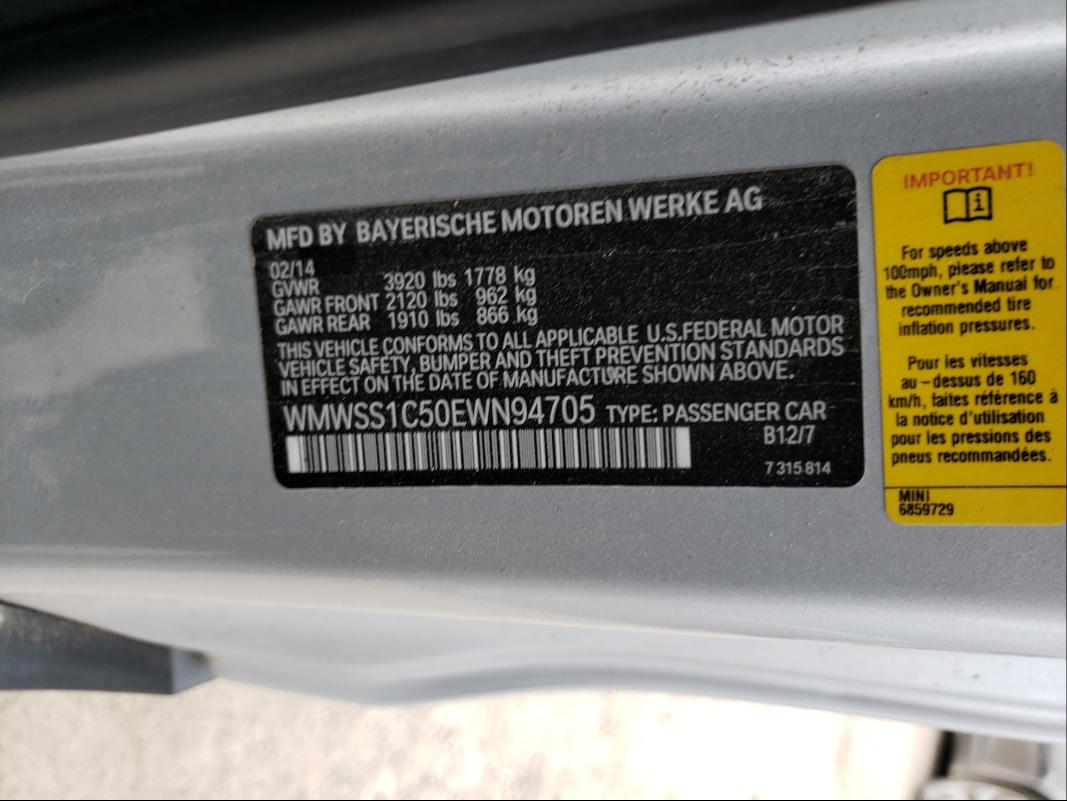 MFD BY BAYERISCHE MOTOREN WERKE AG
02/14
GVWR 3920 lbs 1778 kg
GAWR FRONT 2120 lbs 962 kg
GAWR REAR 1910 lbs 866 kg
THIS VEHICLE CONFORMS TO ALL APPLICABLE U.S.FEDERAL MOTOR
VEHICLE SAFETY, BUMPER AND THEFT PREVENTION STANDARDS
IN EFFECT ON THE DATE OF MANUFACTURE SHOWN ABOVE.
WMWSS1C50EWN94705 TYPE: PASSENGER CAR
B12/7
7 315 814
IMPORTANT!
i
For speeds above
100mph, please refer to
the Owner's Manual for
recommended tire
inflation pressures.
Pour les vitesses
au-dessus de 160
km/h, faites référence à
la notice d'utilisation
pour les pressions des
pneus recommandées.
MINI
6859729